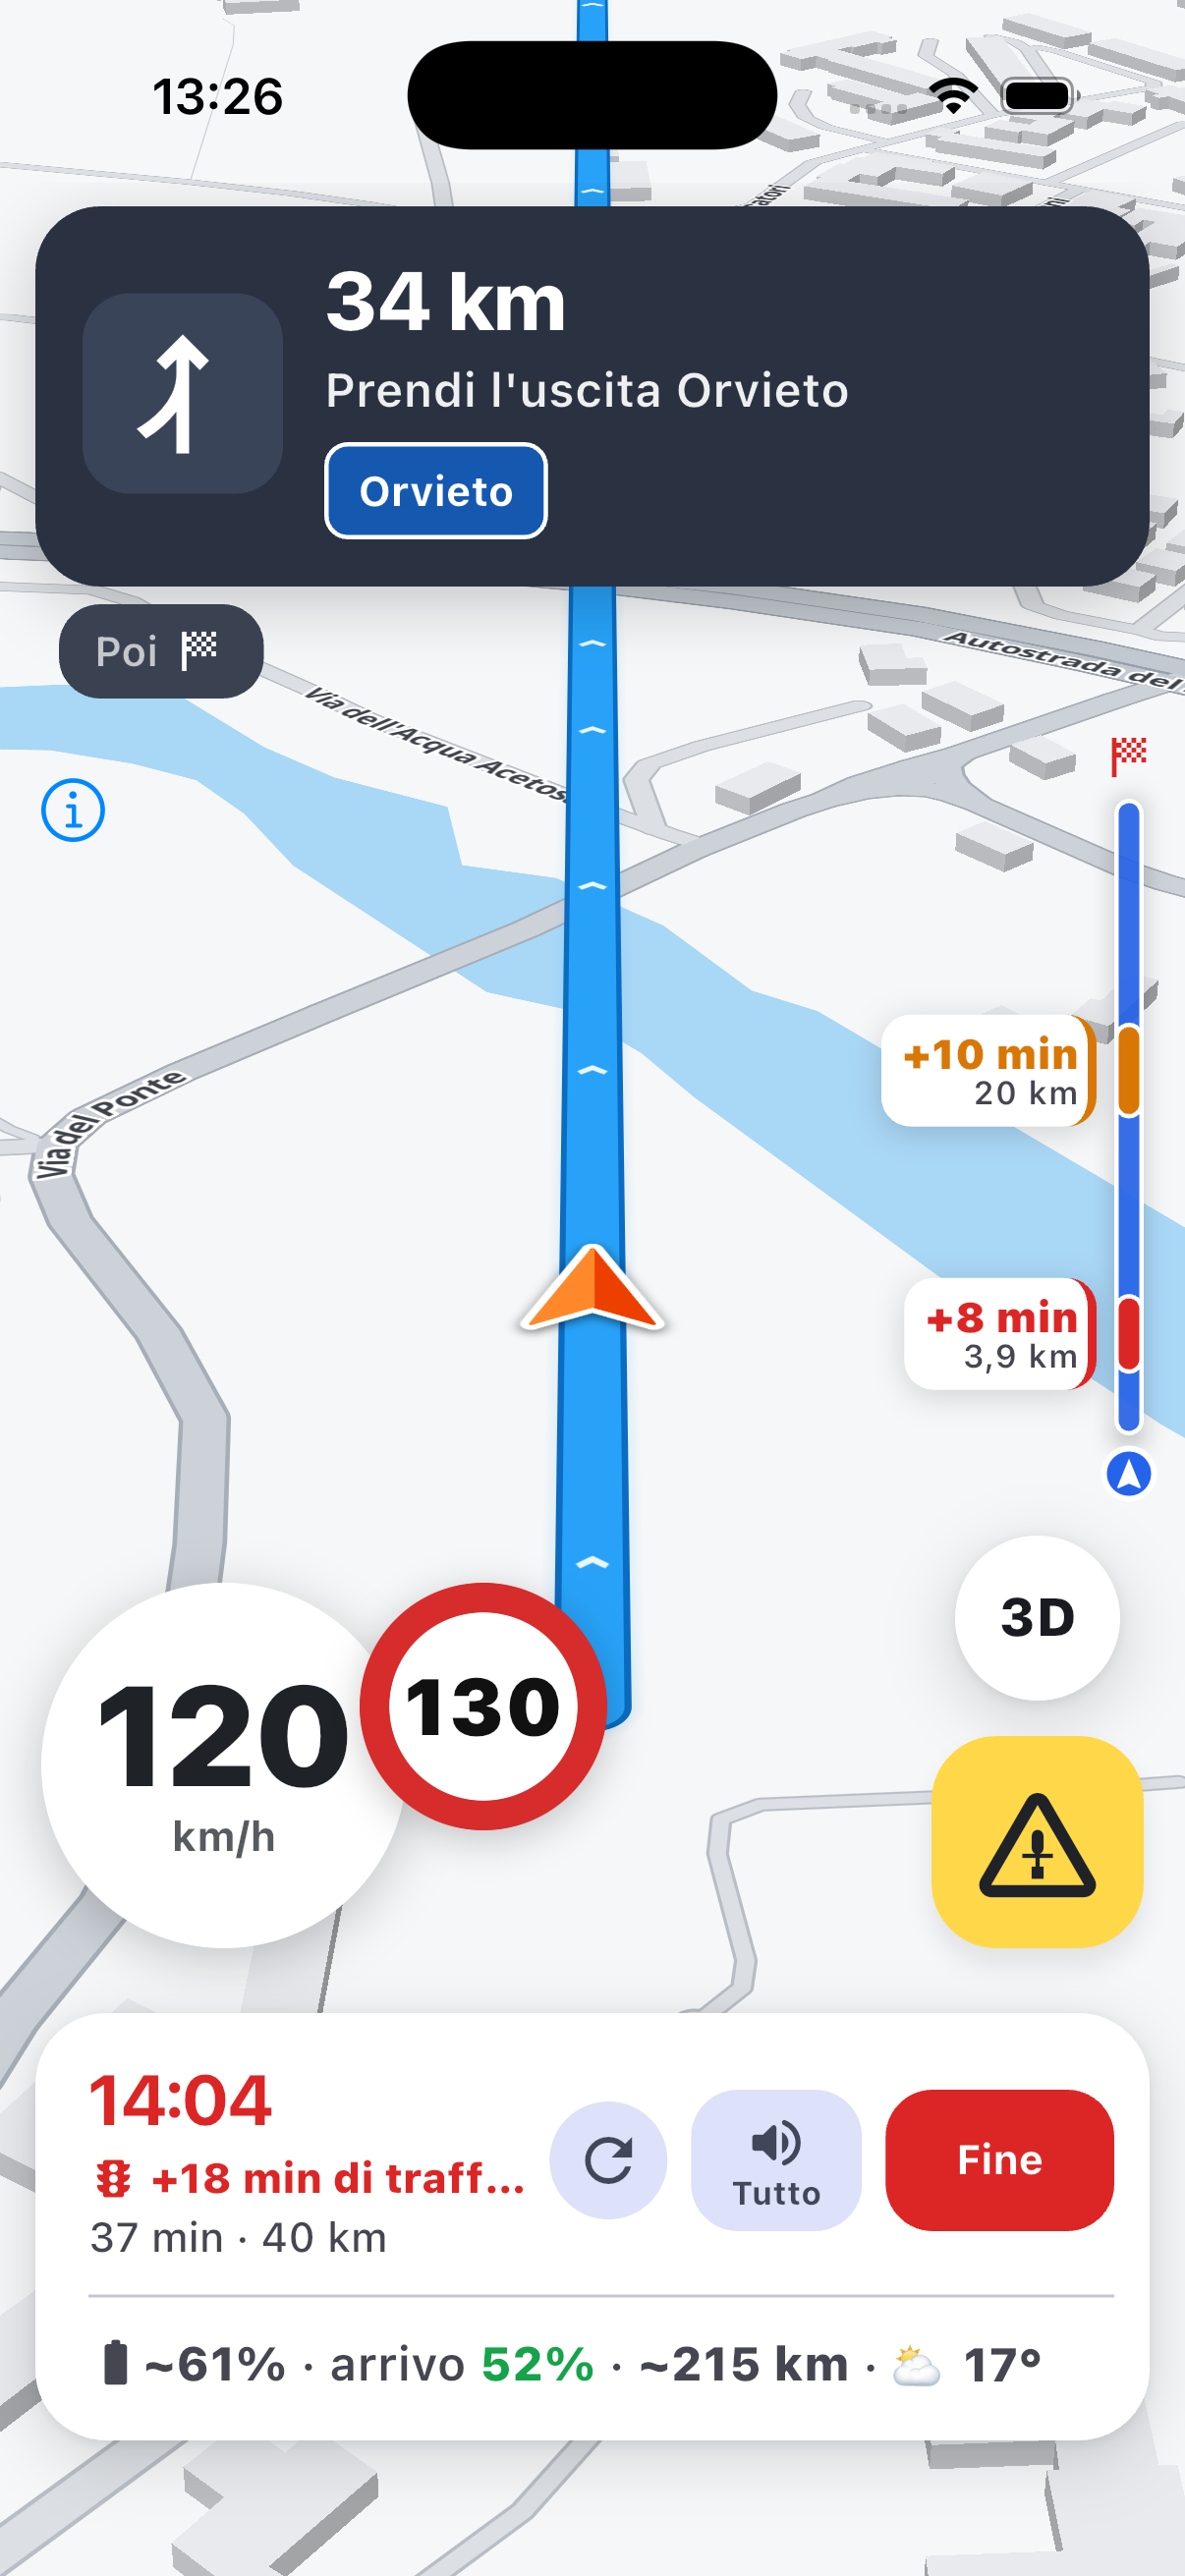 13:26
34 km
Prendi l'uscita Orvieto
Orvieto
Poi
Autostrada del
Via dell'Acqua Acetos
+10 min
20 km
Via del Ponte
+8 min
3,9 km
3D
120
km/h
130
14:04
+18 min di traff...
37 min · 40 km
Tutto
Fine
~61% · arrivo 52% · ~215 km · 17°